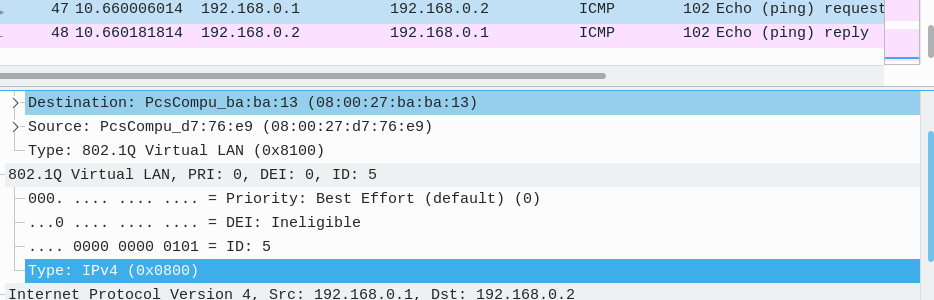 47 10.660006014 192.168.0.1 192.168.0.2 ICMP 102 Echo (ping) request
48 10.660181814 192.168.0.2 192.168.0.1 ICMP 102 Echo (ping) reply
Destination: PcsCompu_ba:ba:13 (08:00:27:ba:ba:13)
Source: PcsCompu_d7:76:e9 (08:00:27:d7:76:e9)
Type: 802.1Q Virtual LAN (0x8100)
802.1Q Virtual LAN, PRI: 0, DEI: 0, ID: 5
000. .... .... .... = Priority: Best Effort (default) (0)
...0 .... .... .... = DEI: Ineligible
.... 0000 0000 0101 = ID: 5
Type: IPv4 (0x0800)
Internet Protocol Version 4, Src: 192.168.0.1, Dst: 192.168.0.2